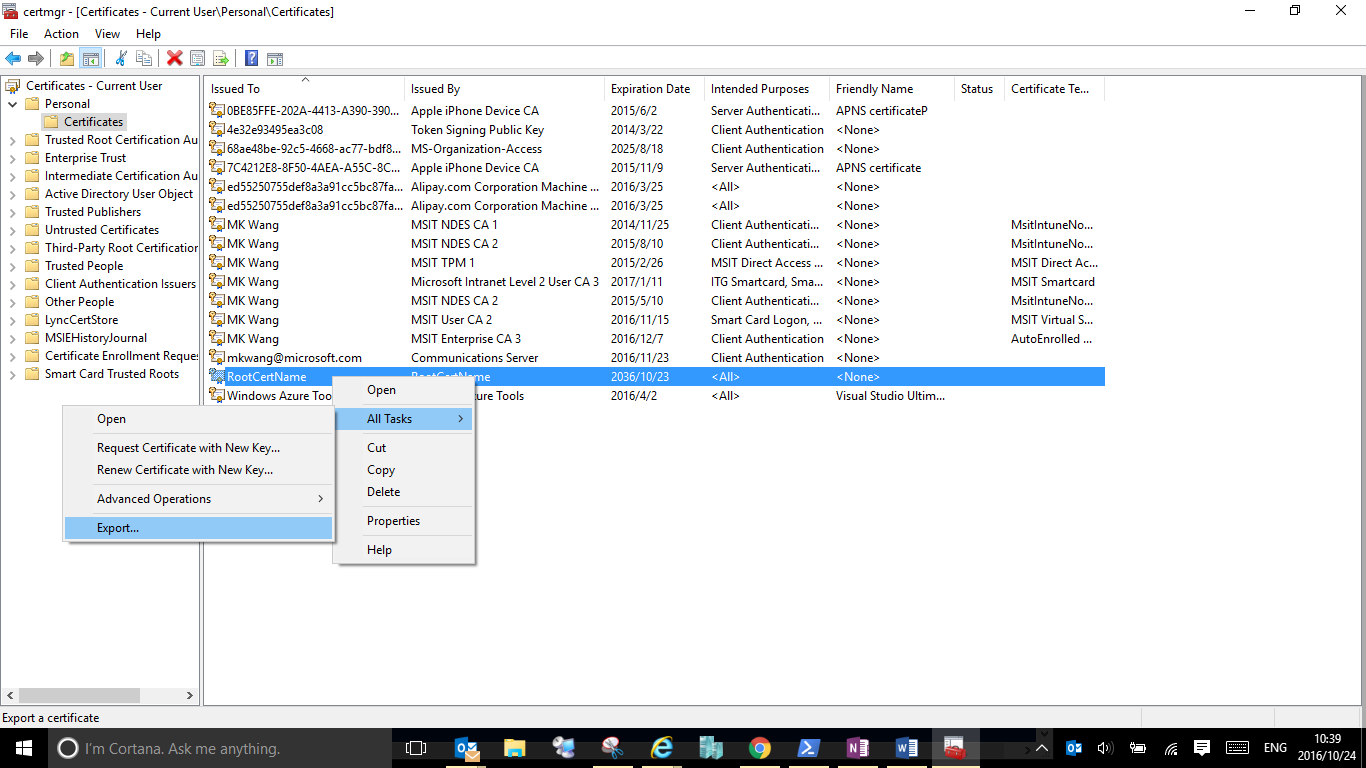 certmgr - [Certificates - Current User\Personal\Certificates]
File Action View Help
Certificates - Current User
Personal
Certificates
Trusted Root Certification Au
Enterprise Trust
Intermediate Certification Au
Active Directory User Object
Trusted Publishers
Untrusted Certificates
Third-Party Root Certification
Trusted People
Client Authentication Issuers
Other People
LyncCertStore
MSIEHistoryJournal
Certificate Enrollment Reques
Smart Card Trusted Roots
Issued To Issued By Expiration Date Intended Purposes Friendly Name Status Certificate Te...
0BE85FFE-202A-4413-A390-390... Apple iPhone Device CA 2015/6/2 Server Authenticati... APNS certificateP
4e32e93495ea3c08 Token Signing Public Key 2014/3/22 Client Authentication <None>
68ae48be-92c5-4668-ac77-bdf8... MS-Organization-Access 2025/8/18 Client Authentication <None>
7C4212E8-8F50-4AEA-A55C-8C... Apple iPhone Device CA 2015/11/9 Server Authenticati... APNS certificate
ed55250755def8a3a91cc5bc87fa... Alipay.com Corporation Machine ... 2016/3/25 <All> <None>
ed55250755def8a3a91cc5bc87fa... Alipay.com Corporation Machine ... 2016/3/25 <All> <None>
MK Wang MSIT NDES CA 1 2014/11/25 Client Authenticati... <None> MsitIntuneNo...
MK Wang MSIT NDES CA 2 2015/8/10 Client Authenticati... <None> MsitIntuneNo...
MK Wang MSIT TPM 1 2015/2/26 MSIT Direct Access ... <None> MSIT Direct Ac...
MK Wang Microsoft Intranet Level 2 User CA 3 2017/1/11 ITG Smartcard, Sma... <None> MSIT Smartcard
MK Wang MSIT NDES CA 2 2015/5/10 Client Authenticati... <None> MsitIntuneNo...
MK Wang MSIT User CA 2 2016/11/15 Smart Card Logon, ... <None> MSIT Virtual S...
MK Wang MSIT Enterprise CA 3 2016/12/7 Client Authenticati... <None> AutoEnrolled ...
mkwang@microsoft.com Communications Server 2016/11/23 Client Authentication <None>
RootCertName RootCertName 2036/10/23 <All> <None>
Windows Azure Too ure Tools 2016/4/2 <All> Visual Studio Ultim...
Open
All Tasks
Cut
Copy
Delete
Properties
Help
Open
Request Certificate with New Key...
Renew Certificate with New Key...
Advanced Operations
Export...
Export a certificate
I'm Cortana. Ask me anything.
ENG
10:39
2016/10/24